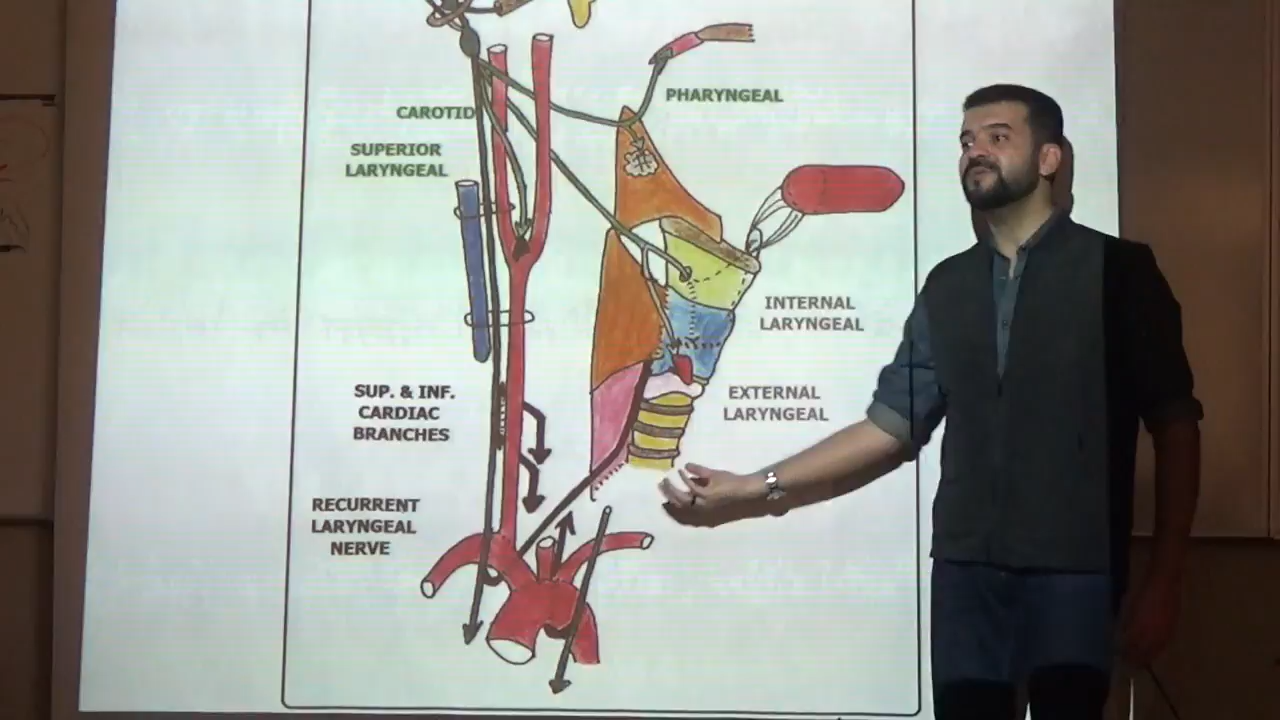 PHARYNGEAL
CAROTID
SUPERIOR
LARYNGEAL
INTERNAL
LARYNGEAL
SUP. & INF.
CARDIAC
BRANCHES
EXTERNAL
LARYNGEAL
RECURRENT
LARYNGEAL
NERVE